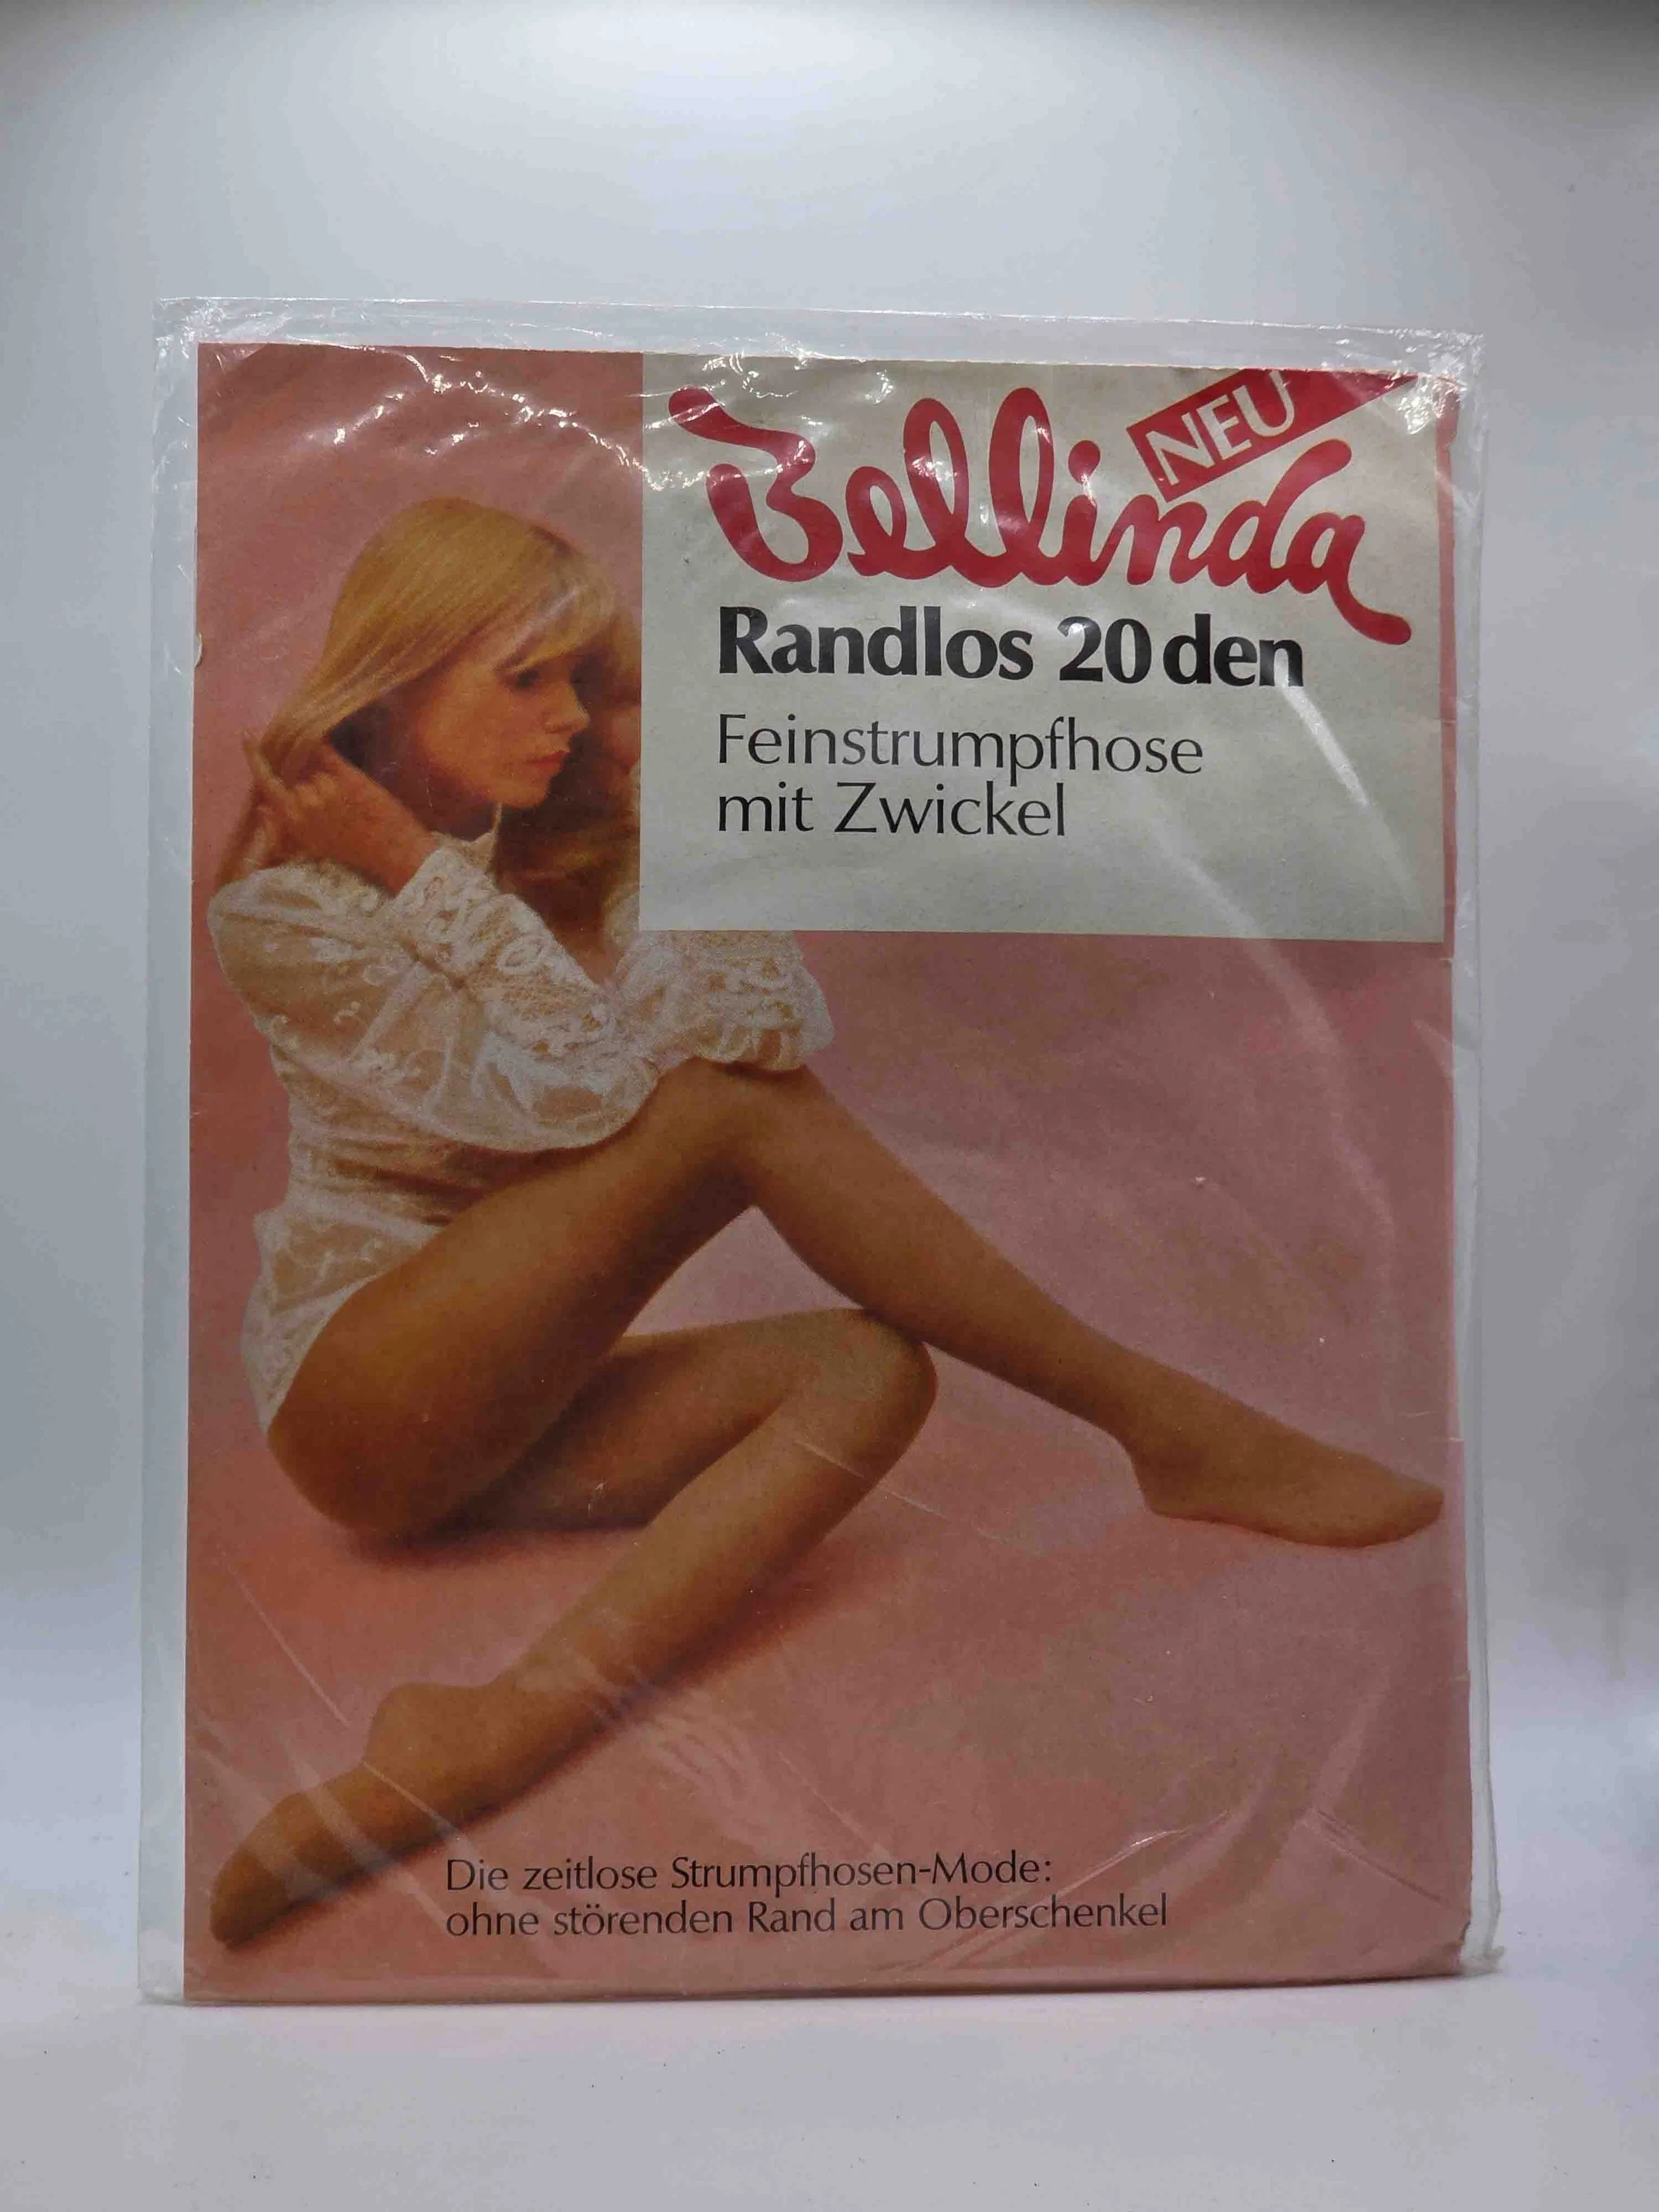 NEU
Bellinda
Randlos 20 den
Feinstrumpfhose
mit Zwickel
Die zeitlose Strumpfhosen-Mode:
ohne störenden Rand am Oberschenkel